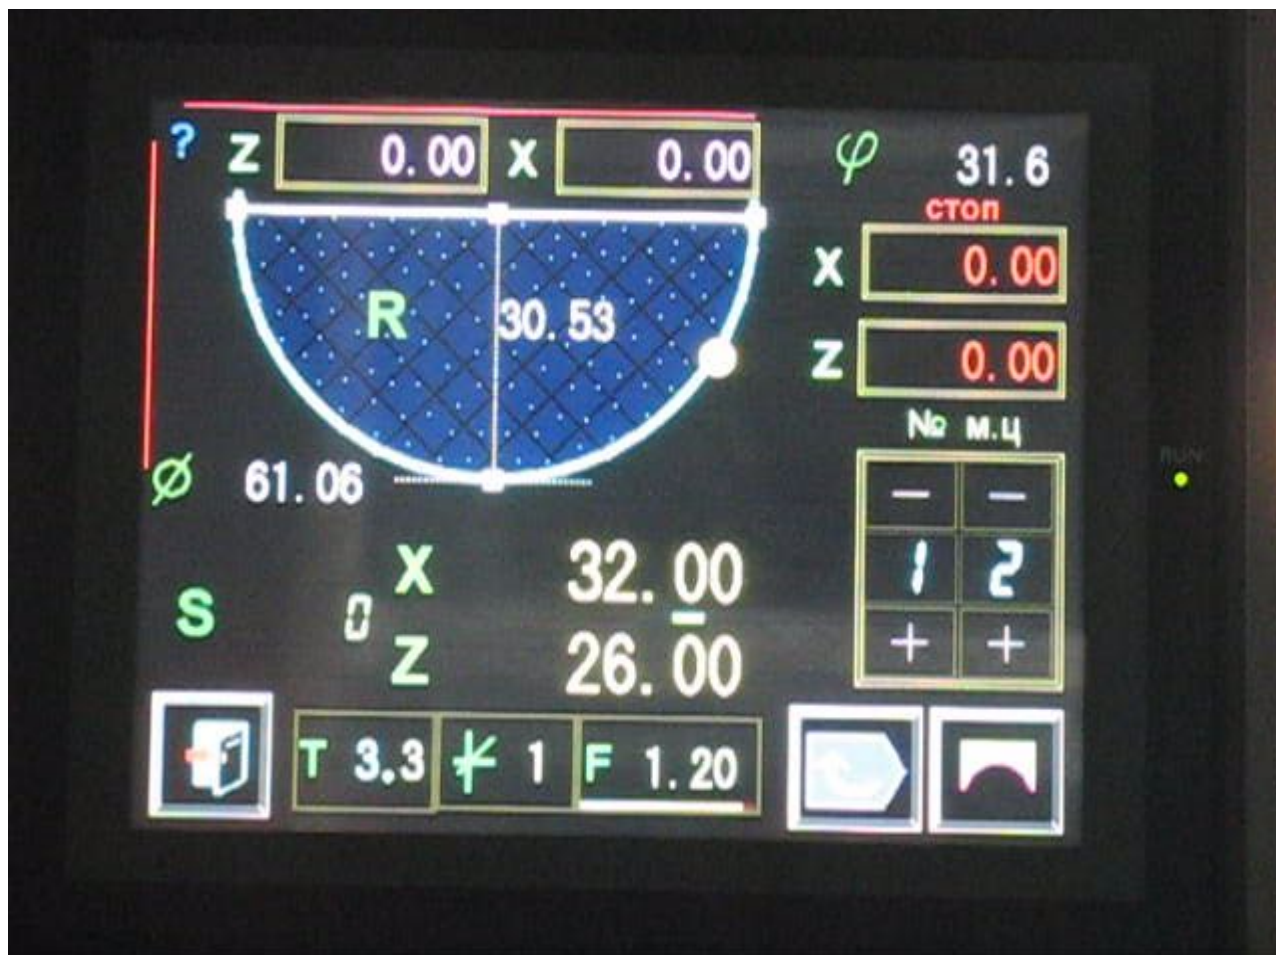 ? Z 0.00 X 0.00 φ 31.6
стоп
X 0.00
R 30.53
Z 0.00
№ м.ц
Ø 61.06
— —
1 2
+ +
X 32.00
S 0
Z 26.00
T 3.3 1 F 1.20
RUN